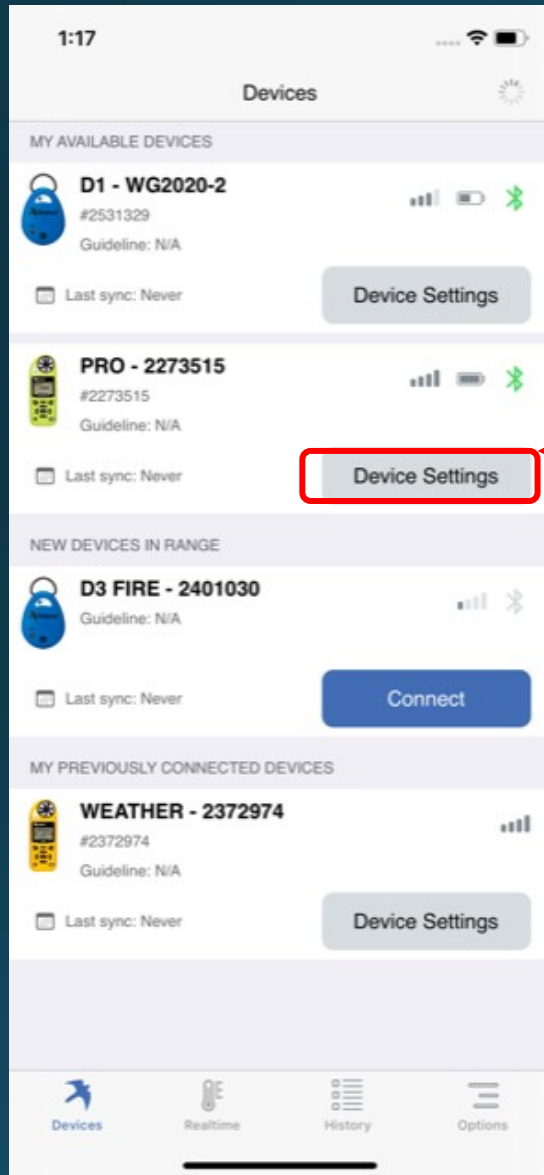 1:17
Devices
MY AVAILABLE DEVICES
D1 - WG2020-2
#2531329
Guideline: N/A
Last sync: Never
Device Settings
PRO - 2273515
#2273515
Guideline: N/A
Last sync: Never
Device Settings
NEW DEVICES IN RANGE
D3 FIRE - 2401030
Guideline: N/A
Last sync: Never
Connect
MY PREVIOUSLY CONNECTED DEVICES
WEATHER - 2372974
#2372974
Guideline: N/A
Last sync: Never
Device Settings
Devices
Realtime
History
Options